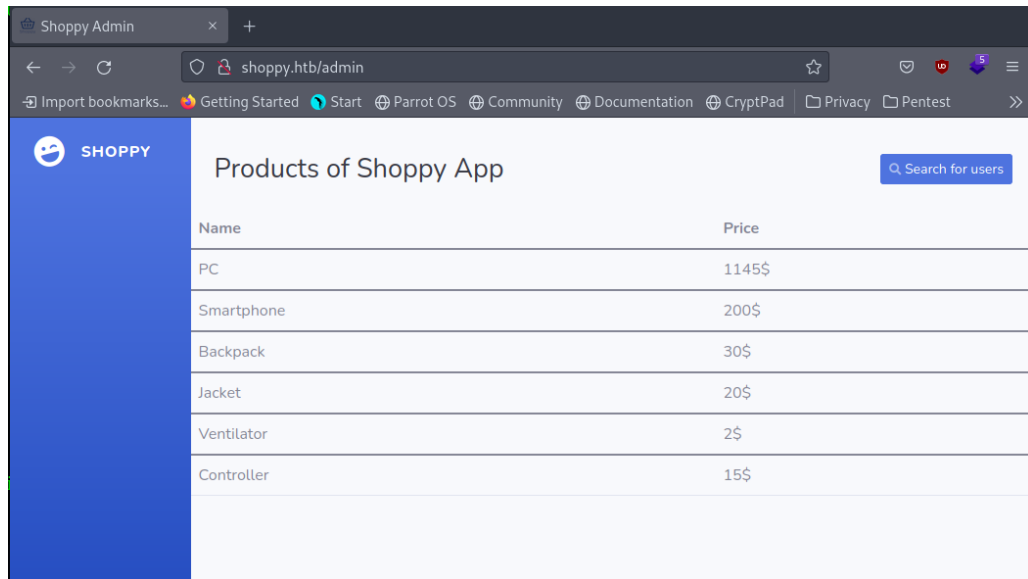 Shoppy Admin
shoppy.htb/admin
5
Import bookmarks... Getting Started Start Parrot OS Community Documentation CryptPad Privacy Pentest
SHOPPY
Products of Shoppy App
Search for users
Name Price
PC 1145$
Smartphone 200$
Backpack 30$
Jacket 20$
Ventilator 2$
Controller 15$